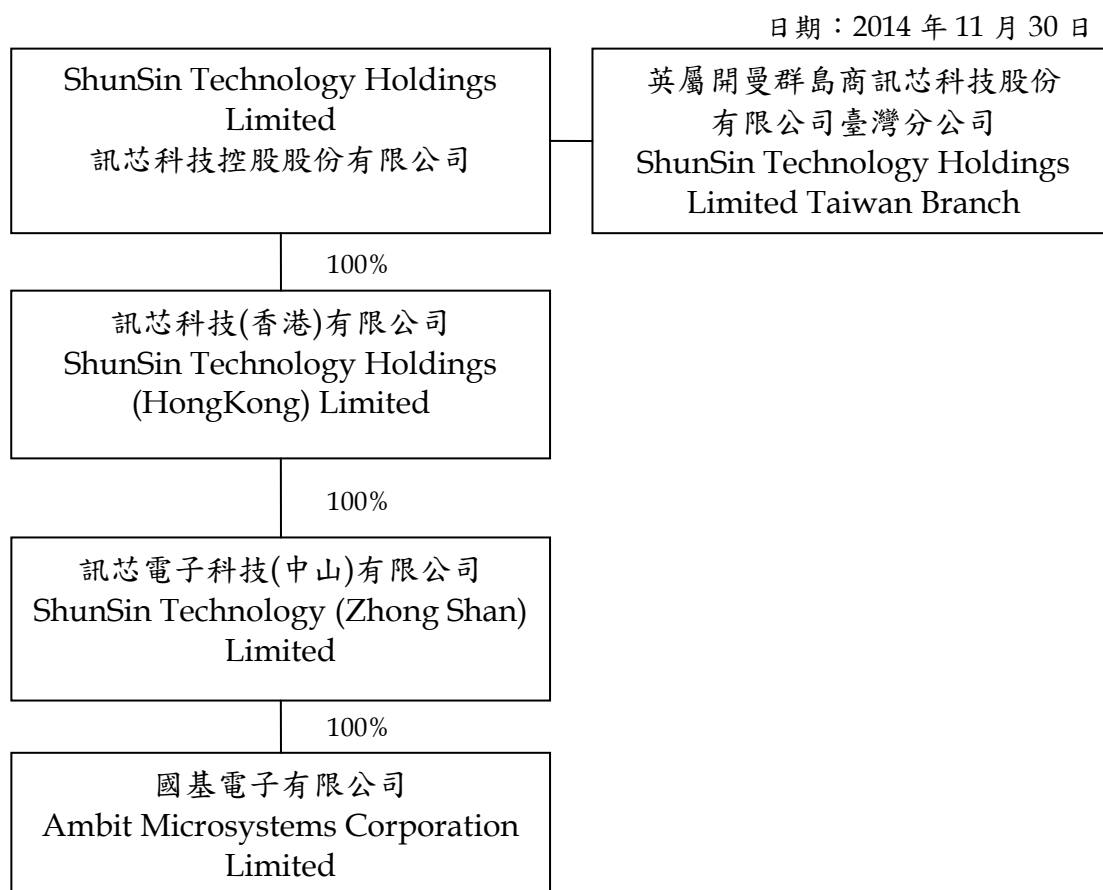 日期：2014 年 11 月 30 日
ShunSin Technology Holdings
Limited
訊芯科技控股股份有限公司
英屬開曼群島商訊芯科技股份
有限公司臺灣分公司
ShunSin Technology Holdings
Limited Taiwan Branch
100%
訊芯科技(香港)有限公司
ShunSin Technology Holdings
(HongKong) Limited
100%
訊芯電子科技(中山)有限公司
ShunSin Technology (Zhong Shan)
Limited
100%
國基電子有限公司
Ambit Microsystems Corporation
Limited